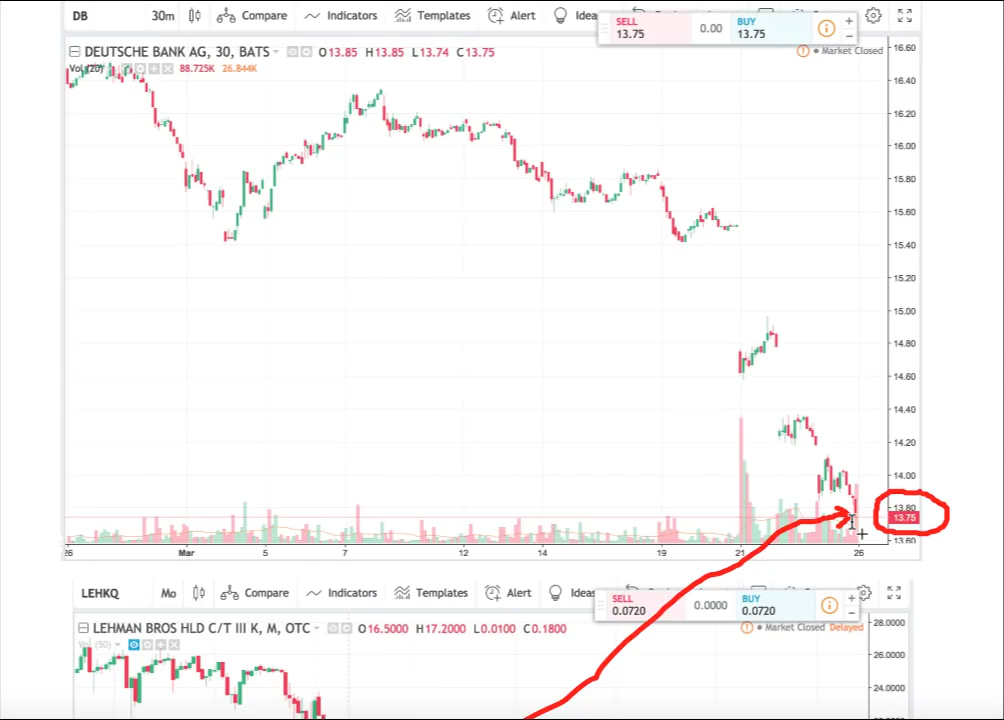 DB 30m Compare Indicators Templates Alert Idea
SELL 13.75 0.00 BUY 13.75
DEUTSCHE BANK AG, 30, BATS O13.85 H13.85 L13.74 C13.75
Market Closed
Vol (20) 88.725K 26.844K
16.60
16.40
16.20
16.00
15.80
15.60
15.40
15.20
15.00
14.80
14.60
14.40
14.20
14.00
13.80
13.75
13.60
26 Mar 5 7 12 14 19 21 26
LEHKQ Mo Compare Indicators Templates Alert Ideas
SELL 0.0720 0.0000 BUY 0.0720
LEHMAN BROS HLD C/T III K, M, OTC O16.5000 H17.2000 L0.0100 C0.1800
Market Closed Delayed
Vol (50)
28.0000
26.0000
24.0000